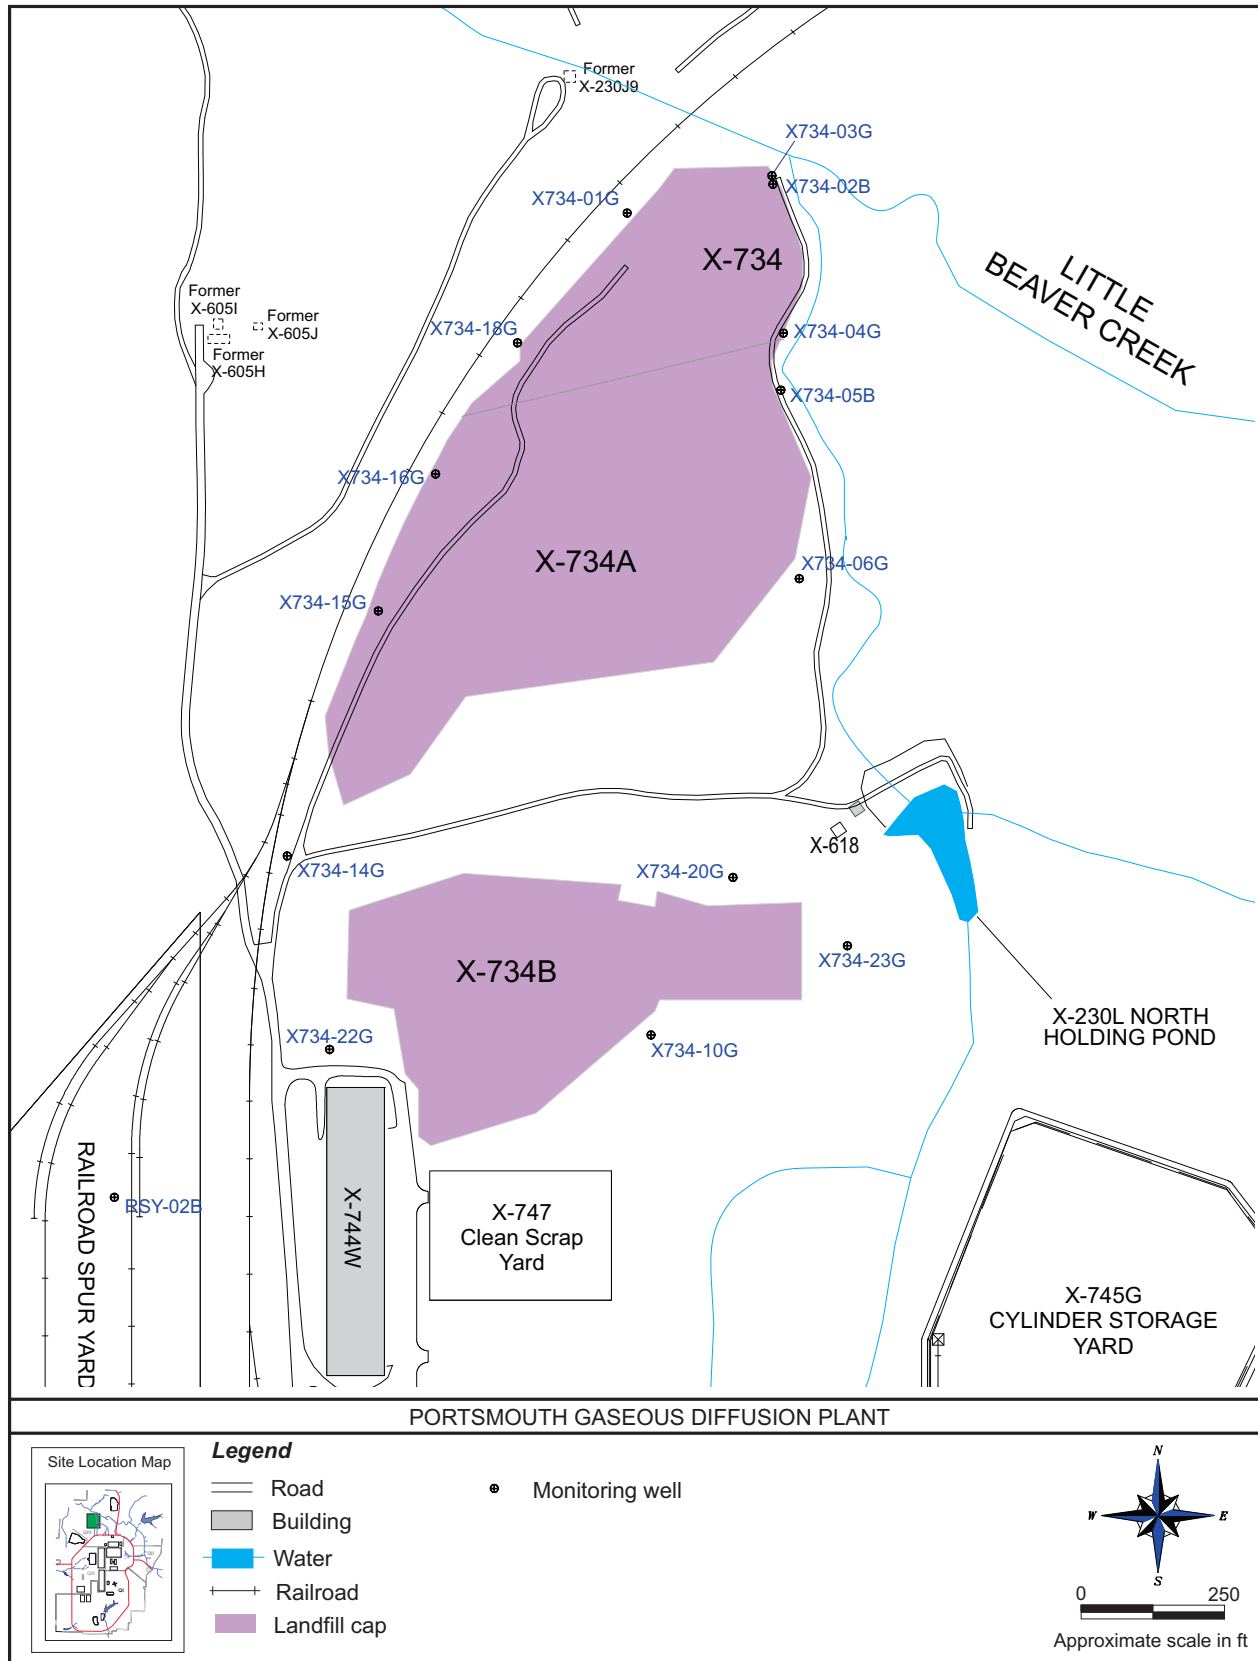 Former
X-230J9
X734-03G
X734-02B
X734-01G
X-734
LITTLE
BEAVER CREEK
Former
X-605I
Former
X-605J
Former
X-605H
X734-18G
X734-04G
X734-05B
X734-16G
X-734A
X734-06G
X734-15G
X-618
X734-14G
X734-20G
X734-23G
X-734B
X-230L NORTH
HOLDING POND
X734-22G
X734-10G
RAILROAD SPUR YARD
RSY-02B
X-744W
X-747
Clean Scrap
Yard
X-745G
CYLINDER STORAGE
YARD
PORTSMOUTH GASEOUS DIFFUSION PLANT
Site Location Map
Legend
Road
Building
Water
Railroad
Landfill cap
Monitoring well
N
W
E
S
0 250
Approximate scale in ft